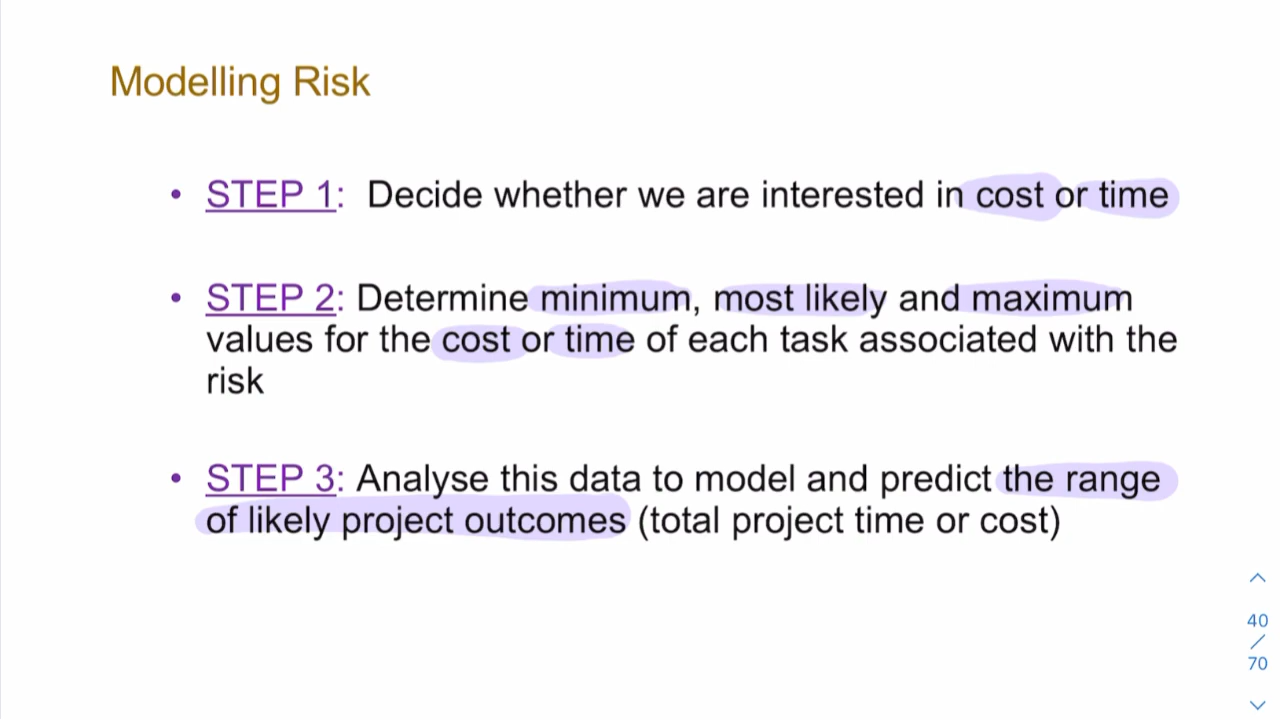 Modelling Risk
• STEP 1: Decide whether we are interested in cost or time
• STEP 2: Determine minimum, most likely and maximum
values for the cost or time of each task associated with the
risk
• STEP 3: Analyse this data to model and predict the range
of likely project outcomes (total project time or cost)
40
/
70